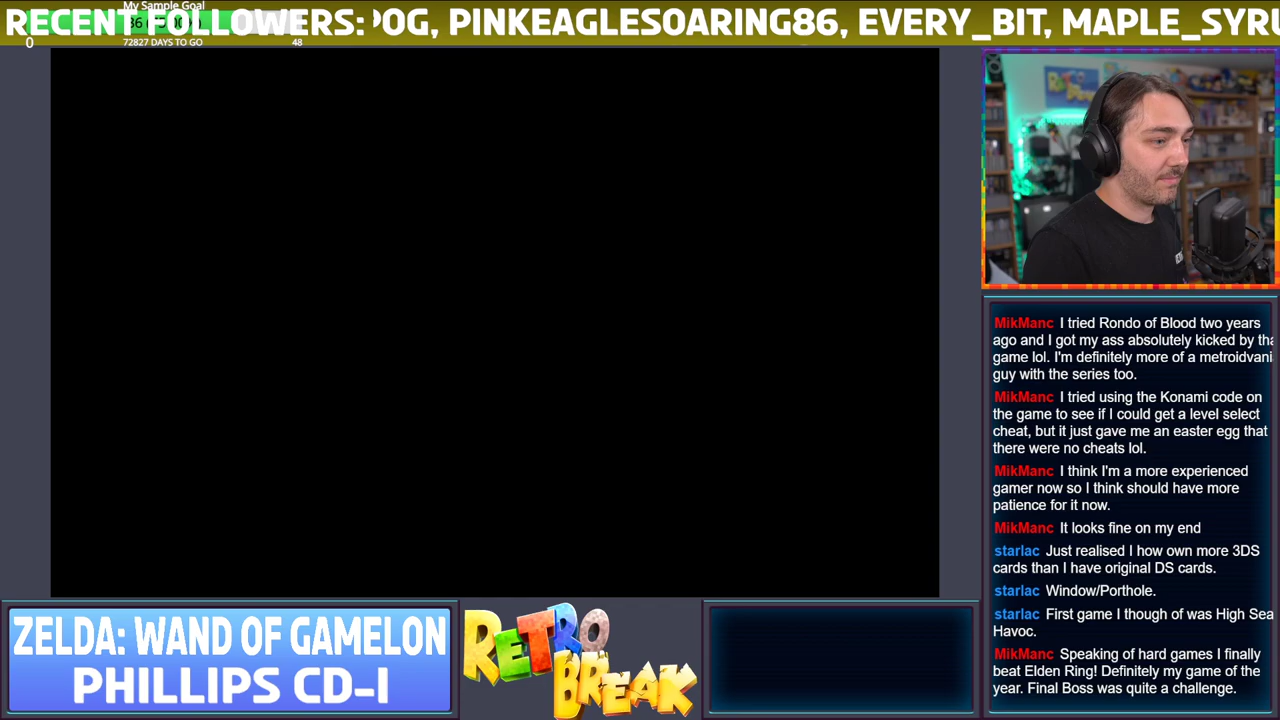 My Sample Goal
RECENT FOLLOWERS: POG, PINKEAGLESOARING86, EVERY_BIT, MAPLE_SYRU
0 72827 DAYS TO GO 48
MikManc I tried Rondo of Blood two years
ago and I got my ass absolutely kicked by tha
game lol. I'm definitely more of a metroidvani
guy with the series too.
MikManc I tried using the Konami code on
the game to see if I could get a level select
cheat, but it just gave me an easter egg that
there were no cheats lol.
MikManc I think I'm a more experienced
gamer now so I think should have more
patience for it now.
MikManc It looks fine on my end
starlac Just realised I how own more 3DS
cards than I have original DS cards.
starlac Window/Porthole.
starlac First game I though of was High Sea
Havoc.
MikManc Speaking of hard games I finally
beat Elden Ring! Definitely my game of the
year. Final Boss was quite a challenge.
ZELDA: WAND OF GAMELON
PHILLIPS CD-I
RETRO
BREAK